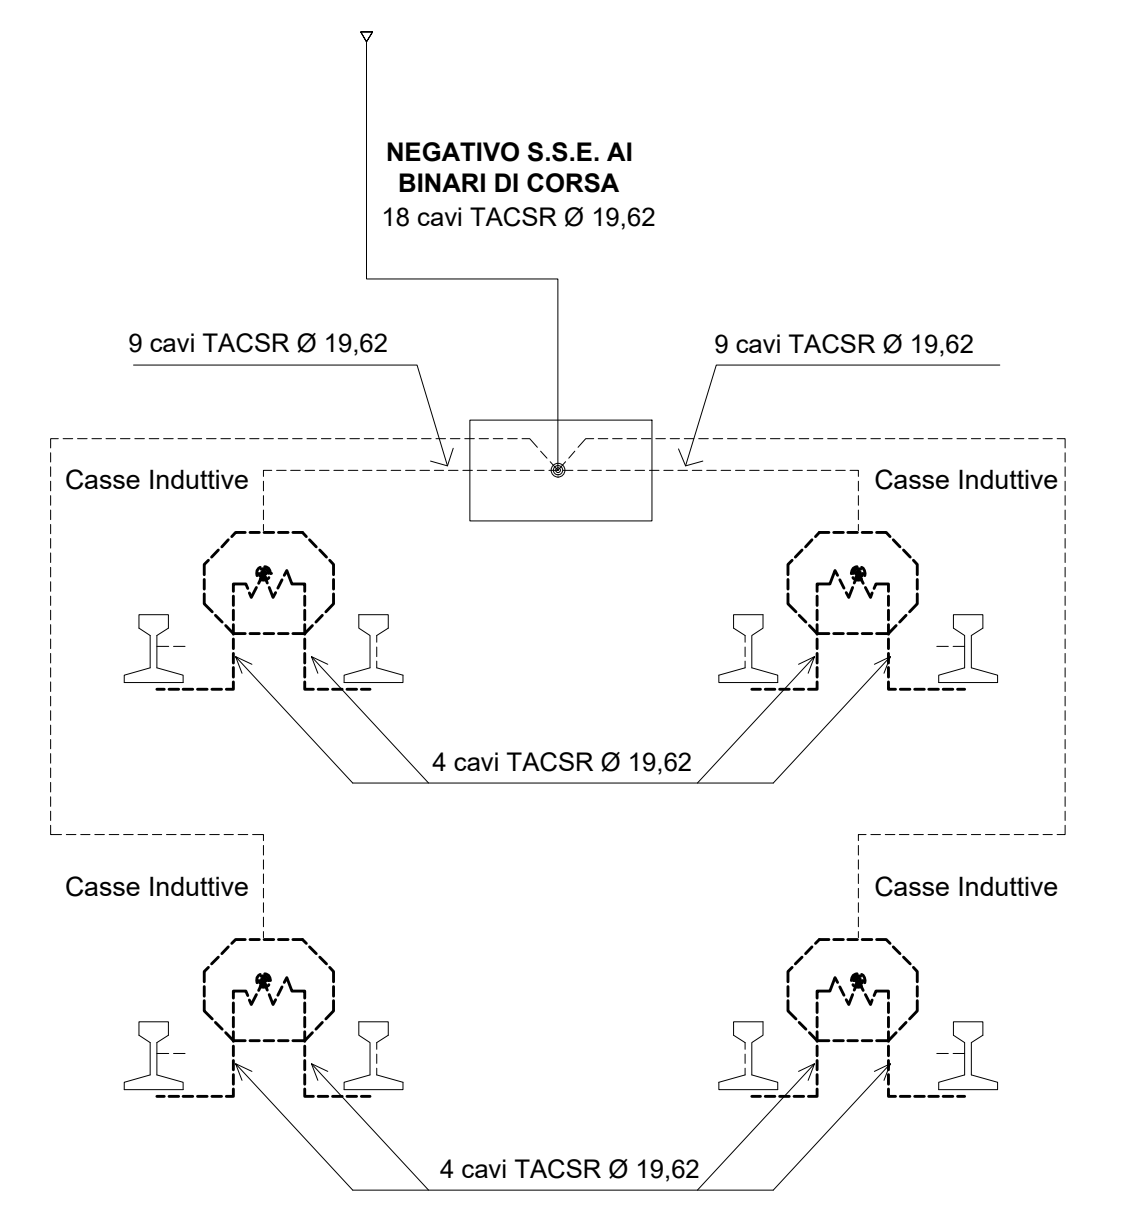 NEGATIVO S.S.E. AI
BINARI DI CORSA
18 cavi TACSR Ø 19,62
9 cavi TACSR Ø 19,62
9 cavi TACSR Ø 19,62
Casse Induttive
Casse Induttive
4 cavi TACSR Ø 19,62
Casse Induttive
Casse Induttive
4 cavi TACSR Ø 19,62